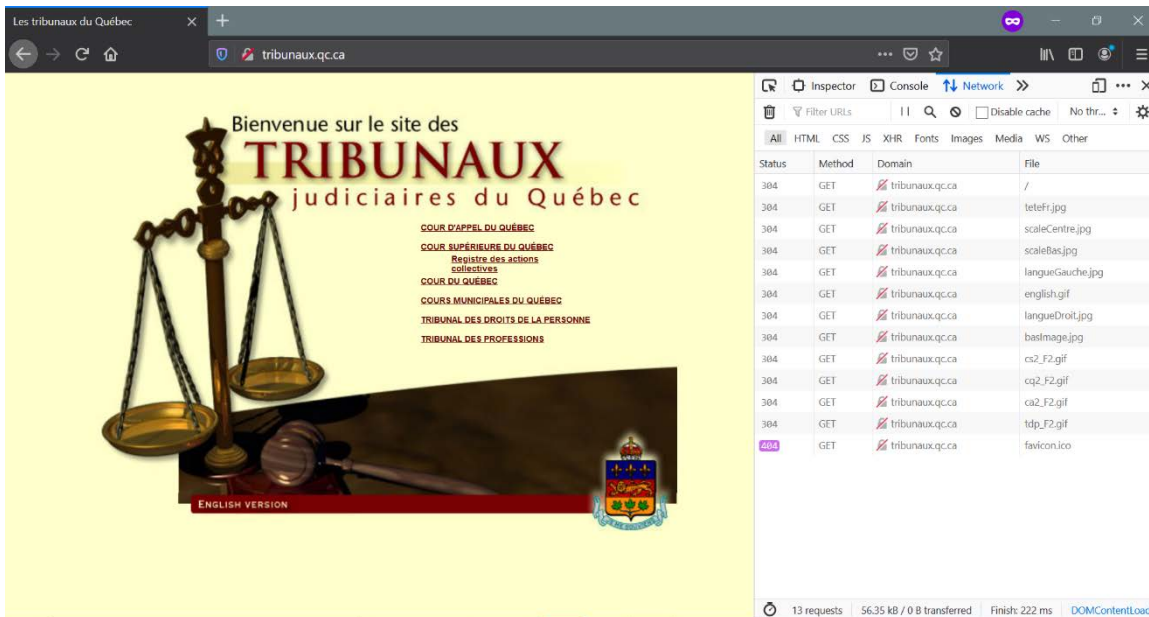 Les tribunaux du Québec
tribunaux.qc.ca
Bienvenue sur le site des
TRIBUNAUX
judiciaires du Québec
COUR D'APPEL DU QUÉBEC
COUR SUPÉRIEURE DU QUÉBEC
Registre des actions
collectives
COUR DU QUÉBEC
COURS MUNICIPALES DU QUÉBEC
TRIBUNAL DES DROITS DE LA PERSONNE
TRIBUNAL DES PROFESSIONS
ENGLISH VERSION
Inspector Console Network
Filter URLs Disable cache No thr...
All HTML CSS JS XHR Fonts Images Media WS Other
Status Method Domain File
304 GET tribunaux.qc.ca /
304 GET tribunaux.qc.ca teteFr.jpg
304 GET tribunaux.qc.ca scaleCentre.jpg
304 GET tribunaux.qc.ca scaleBas.jpg
304 GET tribunaux.qc.ca langueGauche.jpg
304 GET tribunaux.qc.ca english.gif
304 GET tribunaux.qc.ca langueDroit.jpg
304 GET tribunaux.qc.ca basImage.jpg
304 GET tribunaux.qc.ca cs2_F2.gif
304 GET tribunaux.qc.ca cq2_F2.gif
304 GET tribunaux.qc.ca ca2_F2.gif
304 GET tribunaux.qc.ca tdp_F2.gif
404 GET tribunaux.qc.ca favicon.ico
13 requests 56.35 kB / 0 B transferred Finish: 222 ms DOMContentLoad